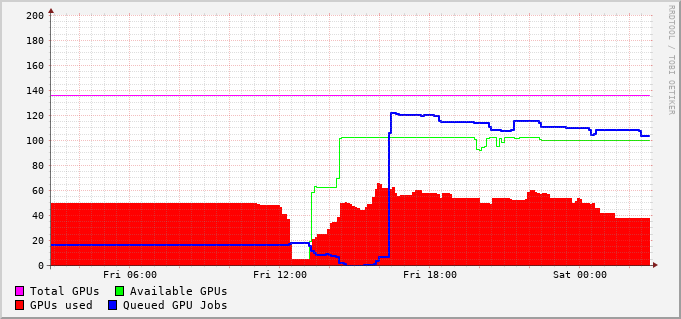 200
180
160
140
120
100
80
60
40
20
0
Fri 06:00 Fri 12:00 Fri 18:00 Sat 00:00
Total GPUs Available GPUs
GPUs used Queued GPU Jobs
RRDTOOL / TOBI OETIKER